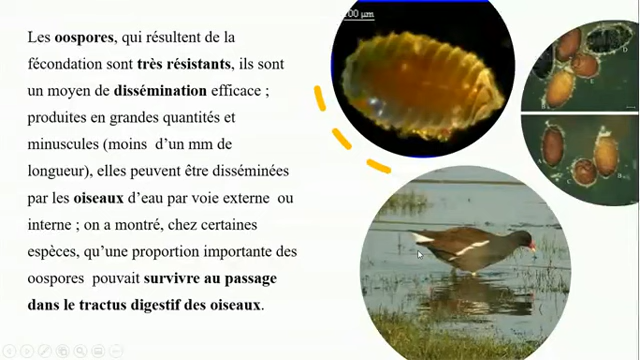 Les oospores, qui résultent de la
fécondation sont très résistants, ils sont
un moyen de dissémination efficace ;
produites en grandes quantités et
minuscules (moins d'un mm de
longueur), elles peuvent être disséminées
par les oiseaux d'eau par voie externe ou
interne ; on a montré, chez certaines
espèces, qu'une proportion importante des
oospores pouvait survivre au passage
dans le tractus digestif des oiseaux.
00 µm